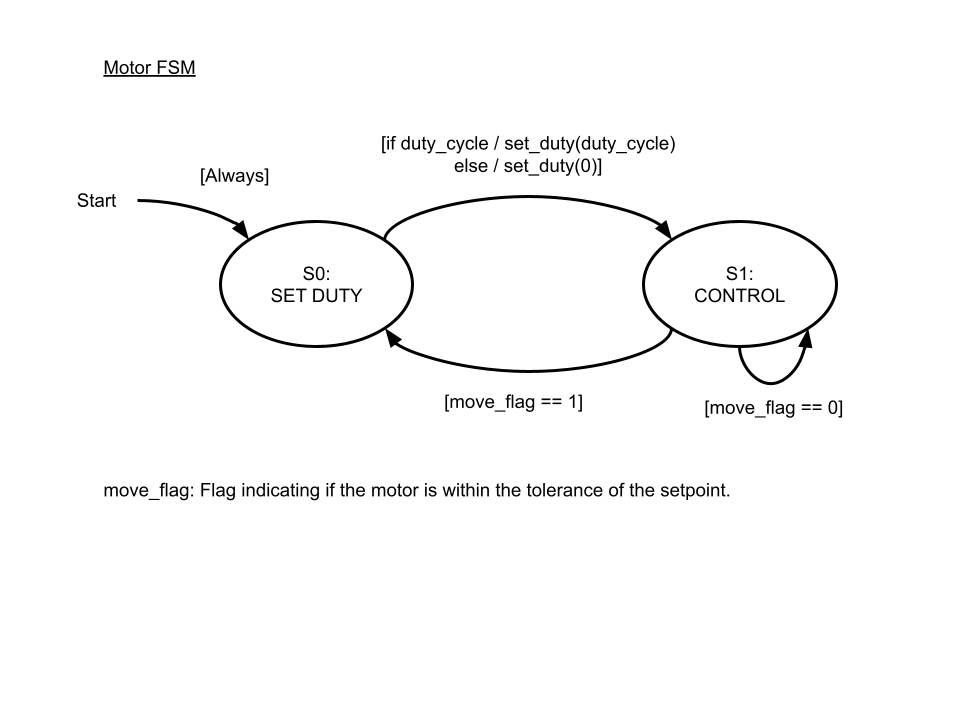 Motor FSM
[if duty_cycle / set_duty(duty_cycle)
else / set_duty(0)]
[Always]
Start
S0:
SET DUTY
S1:
CONTROL
[move_flag == 1]
[move_flag == 0]
move_flag: Flag indicating if the motor is within the tolerance of the setpoint.